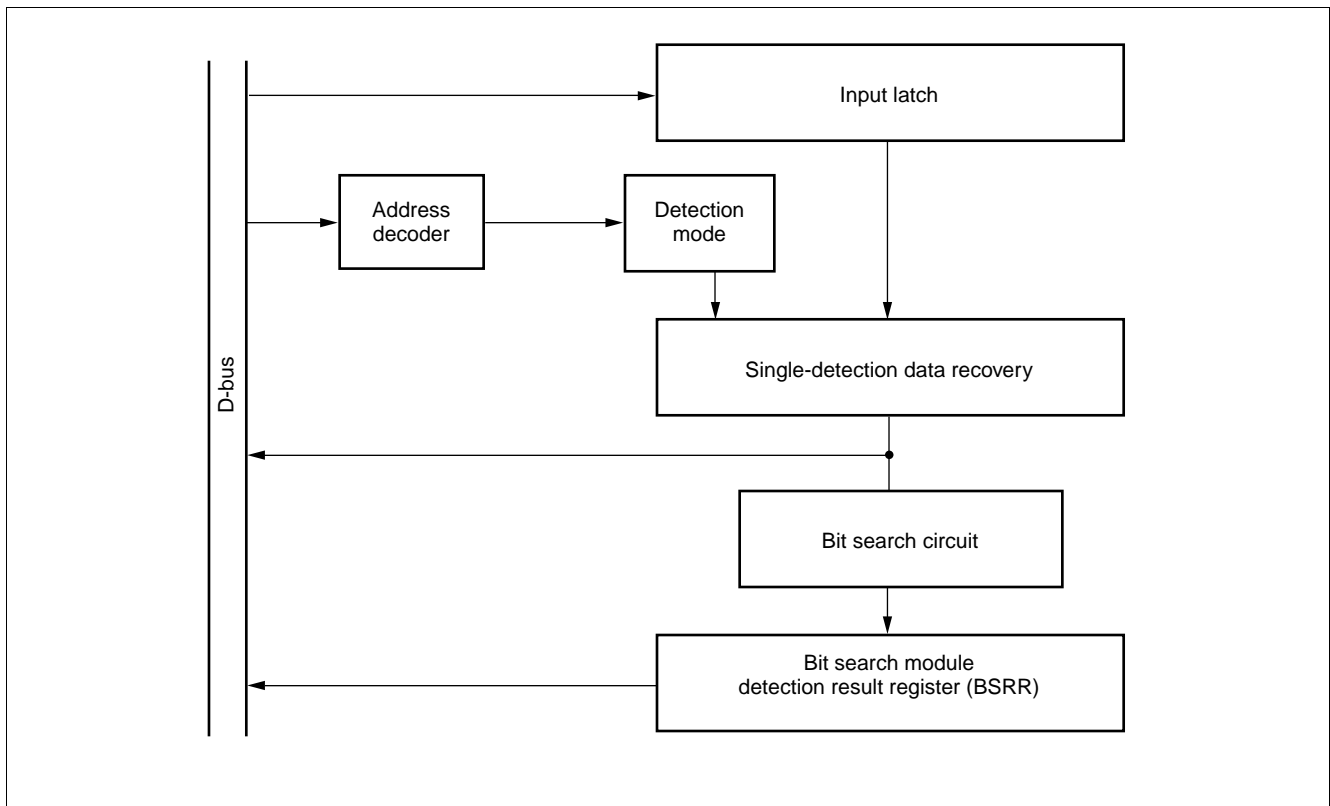 Input latch
Address
decoder
Detection
mode
D-bus
Single-detection data recovery
Bit search circuit
Bit search module
detection result register (BSRR)